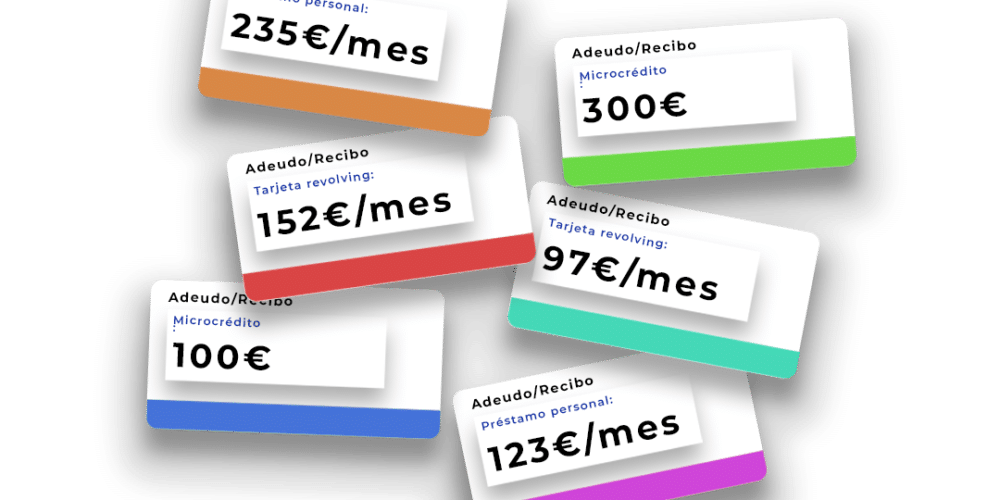 personal:
235€/mes
Adeudo/Recibo
Microcrédito
:
300€
Adeudo/Recibo
Tarjeta revolving:
152€/mes
Adeudo/Recibo
Tarjeta revolving:
97€/mes
Adeudo/Recibo
Microcrédito
:
100€
Adeudo/Recibo
Préstamo personal:
123€/mes